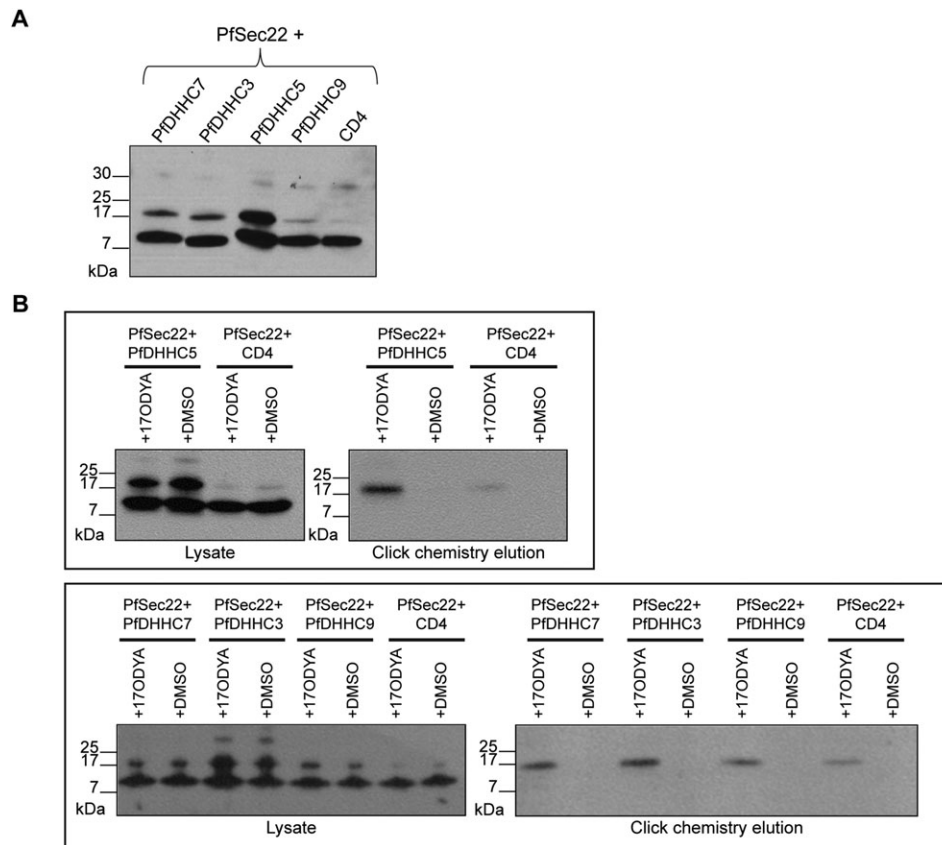 A
PfSec22 +
PfDHHC7 PfDHHC3 PfDHHC5 PfDHHC9 CD4
30
25
17
7
kDa
B
PfSec22+ PfSec22+ PfSec22+ PfSec22+
PfDHHC5 CD4 PfDHHC5 CD4
+17ODYA +DMSO +17ODYA +DMSO +17ODYA +DMSO +17ODYA +DMSO
25 25
17 17
7 7
kDa kDa
Lysate Click chemistry elution
PfSec22+ PfSec22+ PfSec22+ PfSec22+ PfSec22+ PfSec22+ PfSec22+ PfSec22+
PfDHHC7 PfDHHC3 PfDHHC9 CD4 PfDHHC7 PfDHHC3 PfDHHC9 CD4
+17ODYA +DMSO +17ODYA +DMSO +17ODYA +DMSO +17ODYA +DMSO +17ODYA +DMSO +17ODYA +DMSO +17ODYA +DMSO +17ODYA +DMSO
25 25
17 17
7 7
kDa kDa
Lysate Click chemistry elution